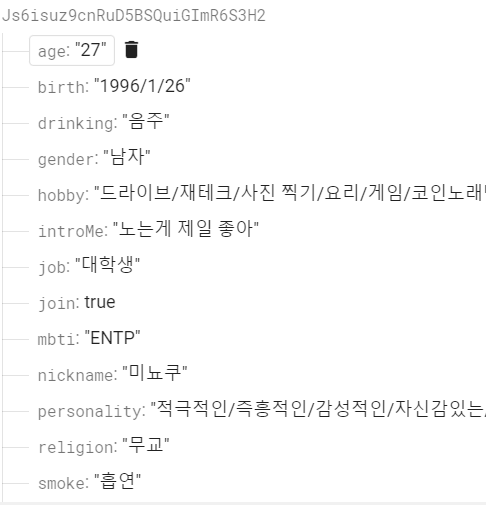 Js6isuz9cnRuD5BSQuiGImR6S3H2
age: "27"
birth: "1996/1/26"
drinking: "음주"
gender: "남자"
hobby: "드라이브/재테크/사진 찍기/요리/게임/코인노래
introMe: "노는게 제일 좋아"
job: "대학생"
join: true
mbti: "ENTP"
nickname: "미뇨쿠"
personality: "적극적인/즉흥적인/감성적인/자신감있는/
religion: "무교"
smoke: "흡연"